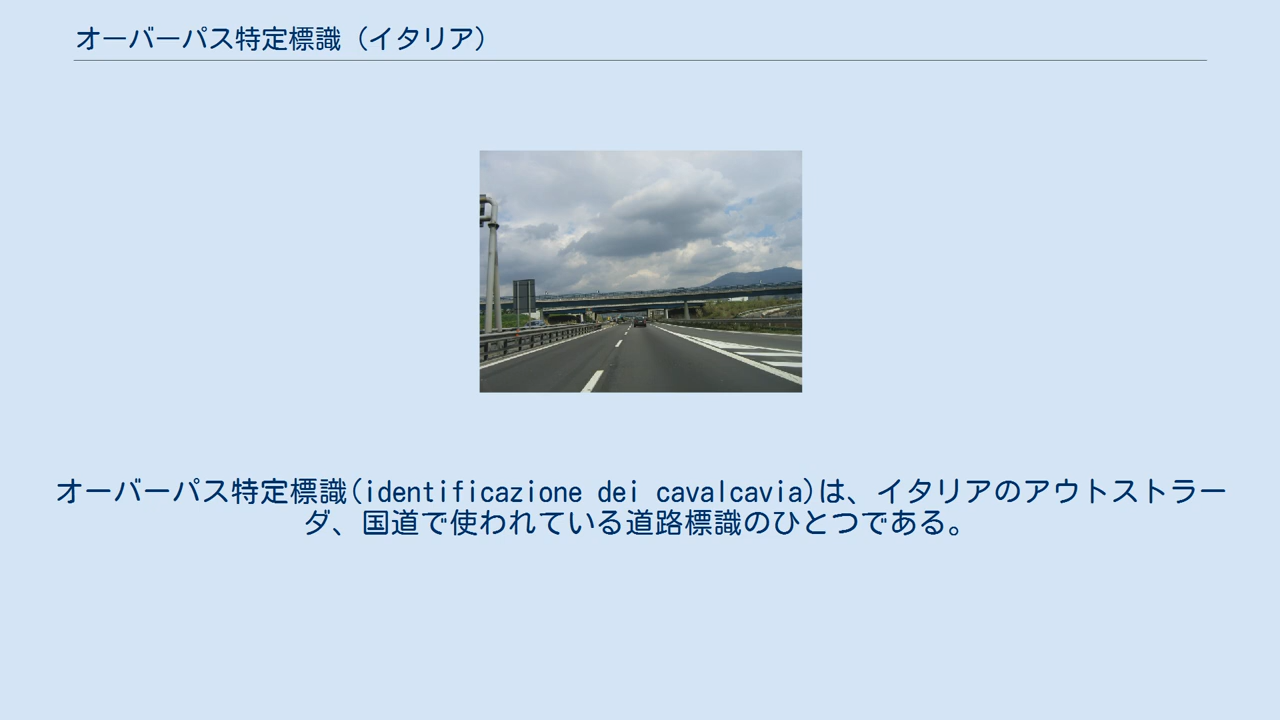 オーバーパス特定標識（イタリア）
オーバーパス特定標識(identificazione dei cavalcavia)は、イタリアのアウトストラー
ダ、国道で使われている道路標識のひとつである。